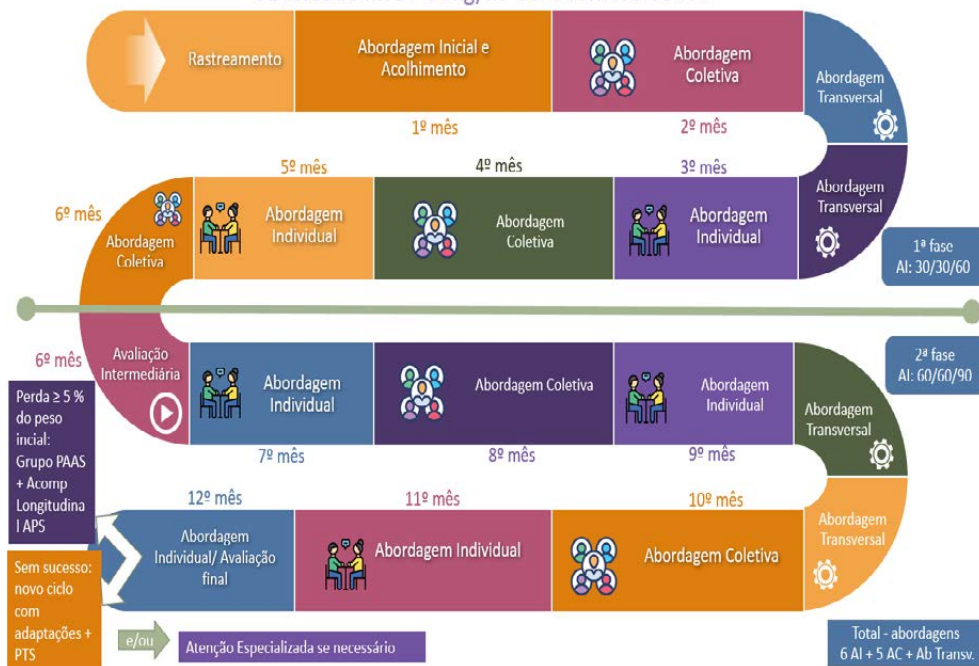 Rastreamento
Abordagem Inicial e
Acolhimento
Abordagem
Coletiva
Abordagem
Transversal
1º mês
2º mês
5º mês
4º mês
3º mês
6º mês
Abordagem
Coletiva
Abordagem
Individual
Abordagem
Coletiva
Abordagem
Individual
Abordagem
Transversal
1ª fase
AI: 30/30/60
6º mês
Avaliação
Intermediária
Abordagem
Individual
Abordagem Coletiva
Abordagem
Individual
Abordagem
Transversal
2ª fase
AI: 60/60/90
7º mês
8º mês
9º mês
Perda ≥ 5 %
do peso
incial:
Grupo PAAS
+ Acomp
Longitudina
l APS
12º mês
11º mês
10º mês
Abordagem
Individual/ Avaliação
final
Abordagem Individual
Abordagem Coletiva
Abordagem
Transversal
Sem sucesso:
novo ciclo
com
adaptações +
PTS
e/ou
Atenção Especializada se necessário
Total - abordagens
6 AI + 5 AC + Ab Transv.